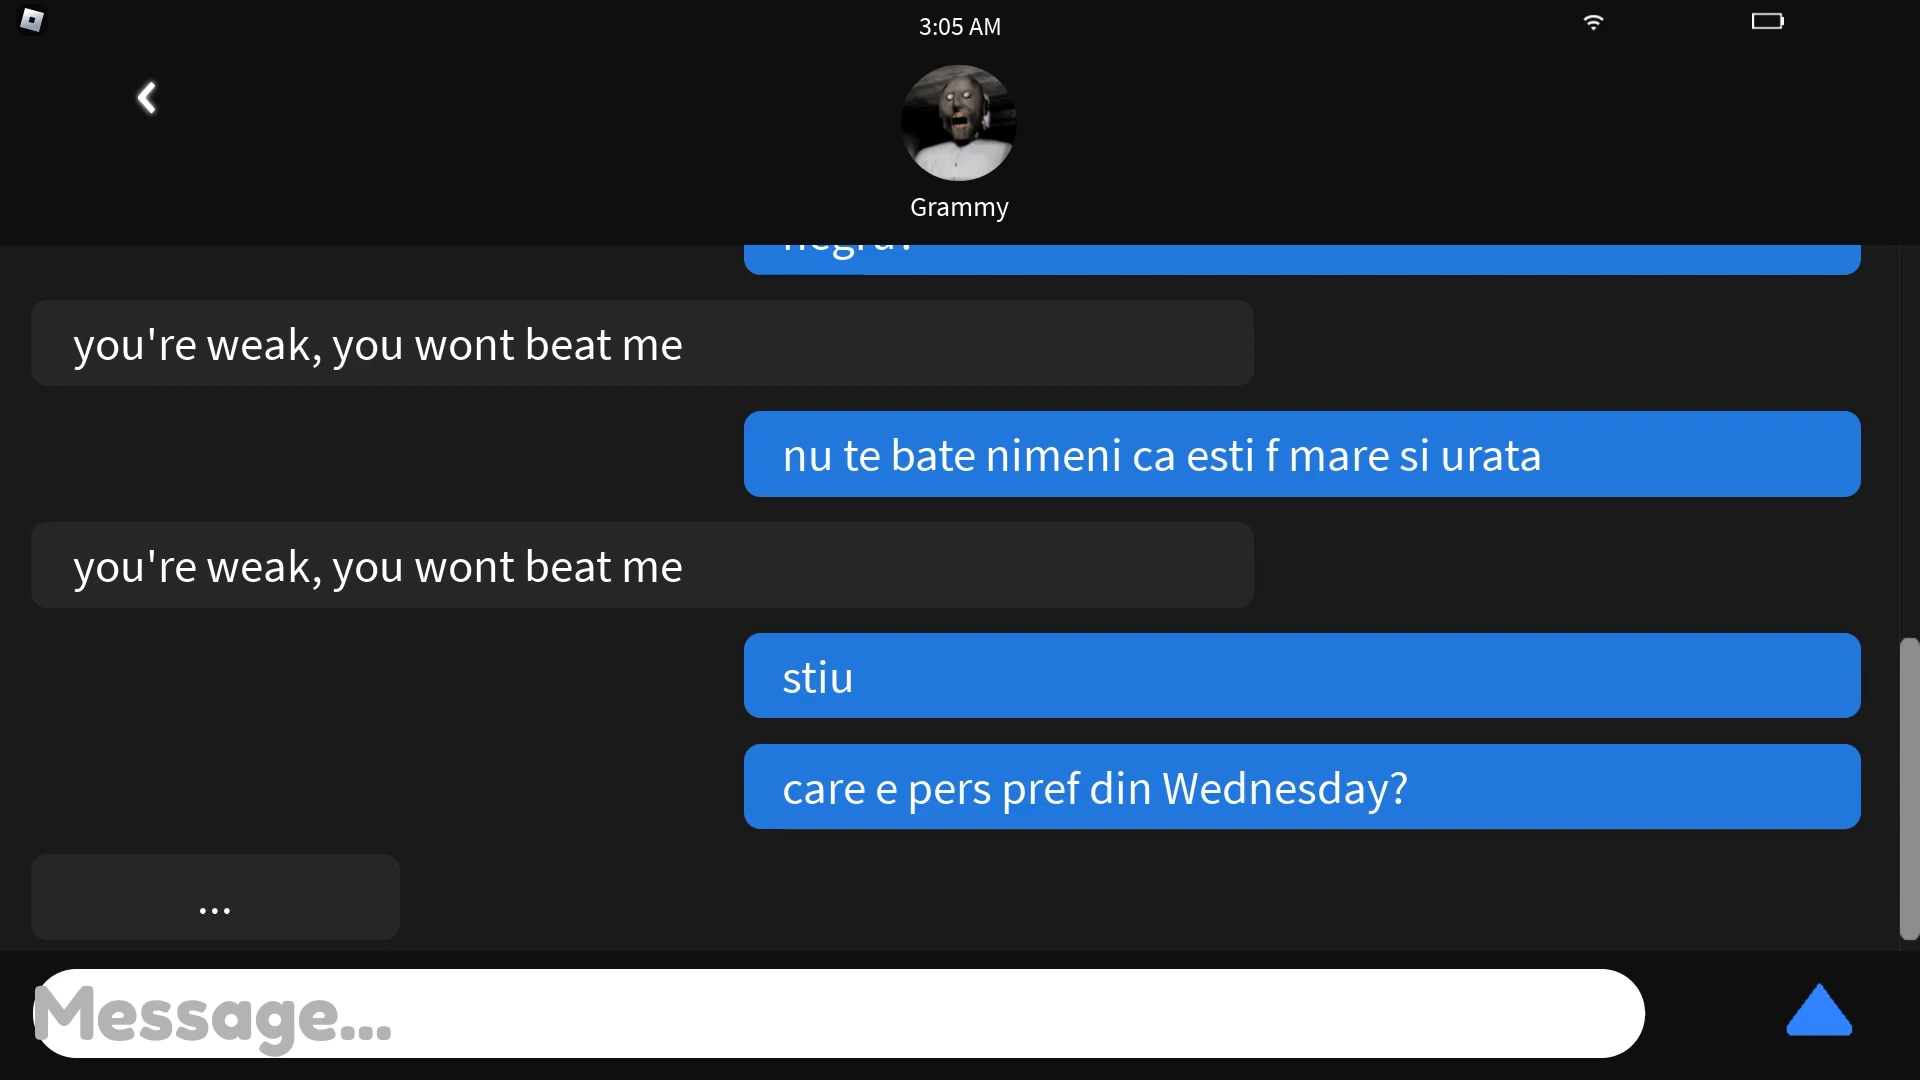 3:05 AM
Grammy
you're weak, you wont beat me
nu te bate nimeni ca esti f mare si urata
you're weak, you wont beat me
stiu
care e pers pref din Wednesday?
...
Message...